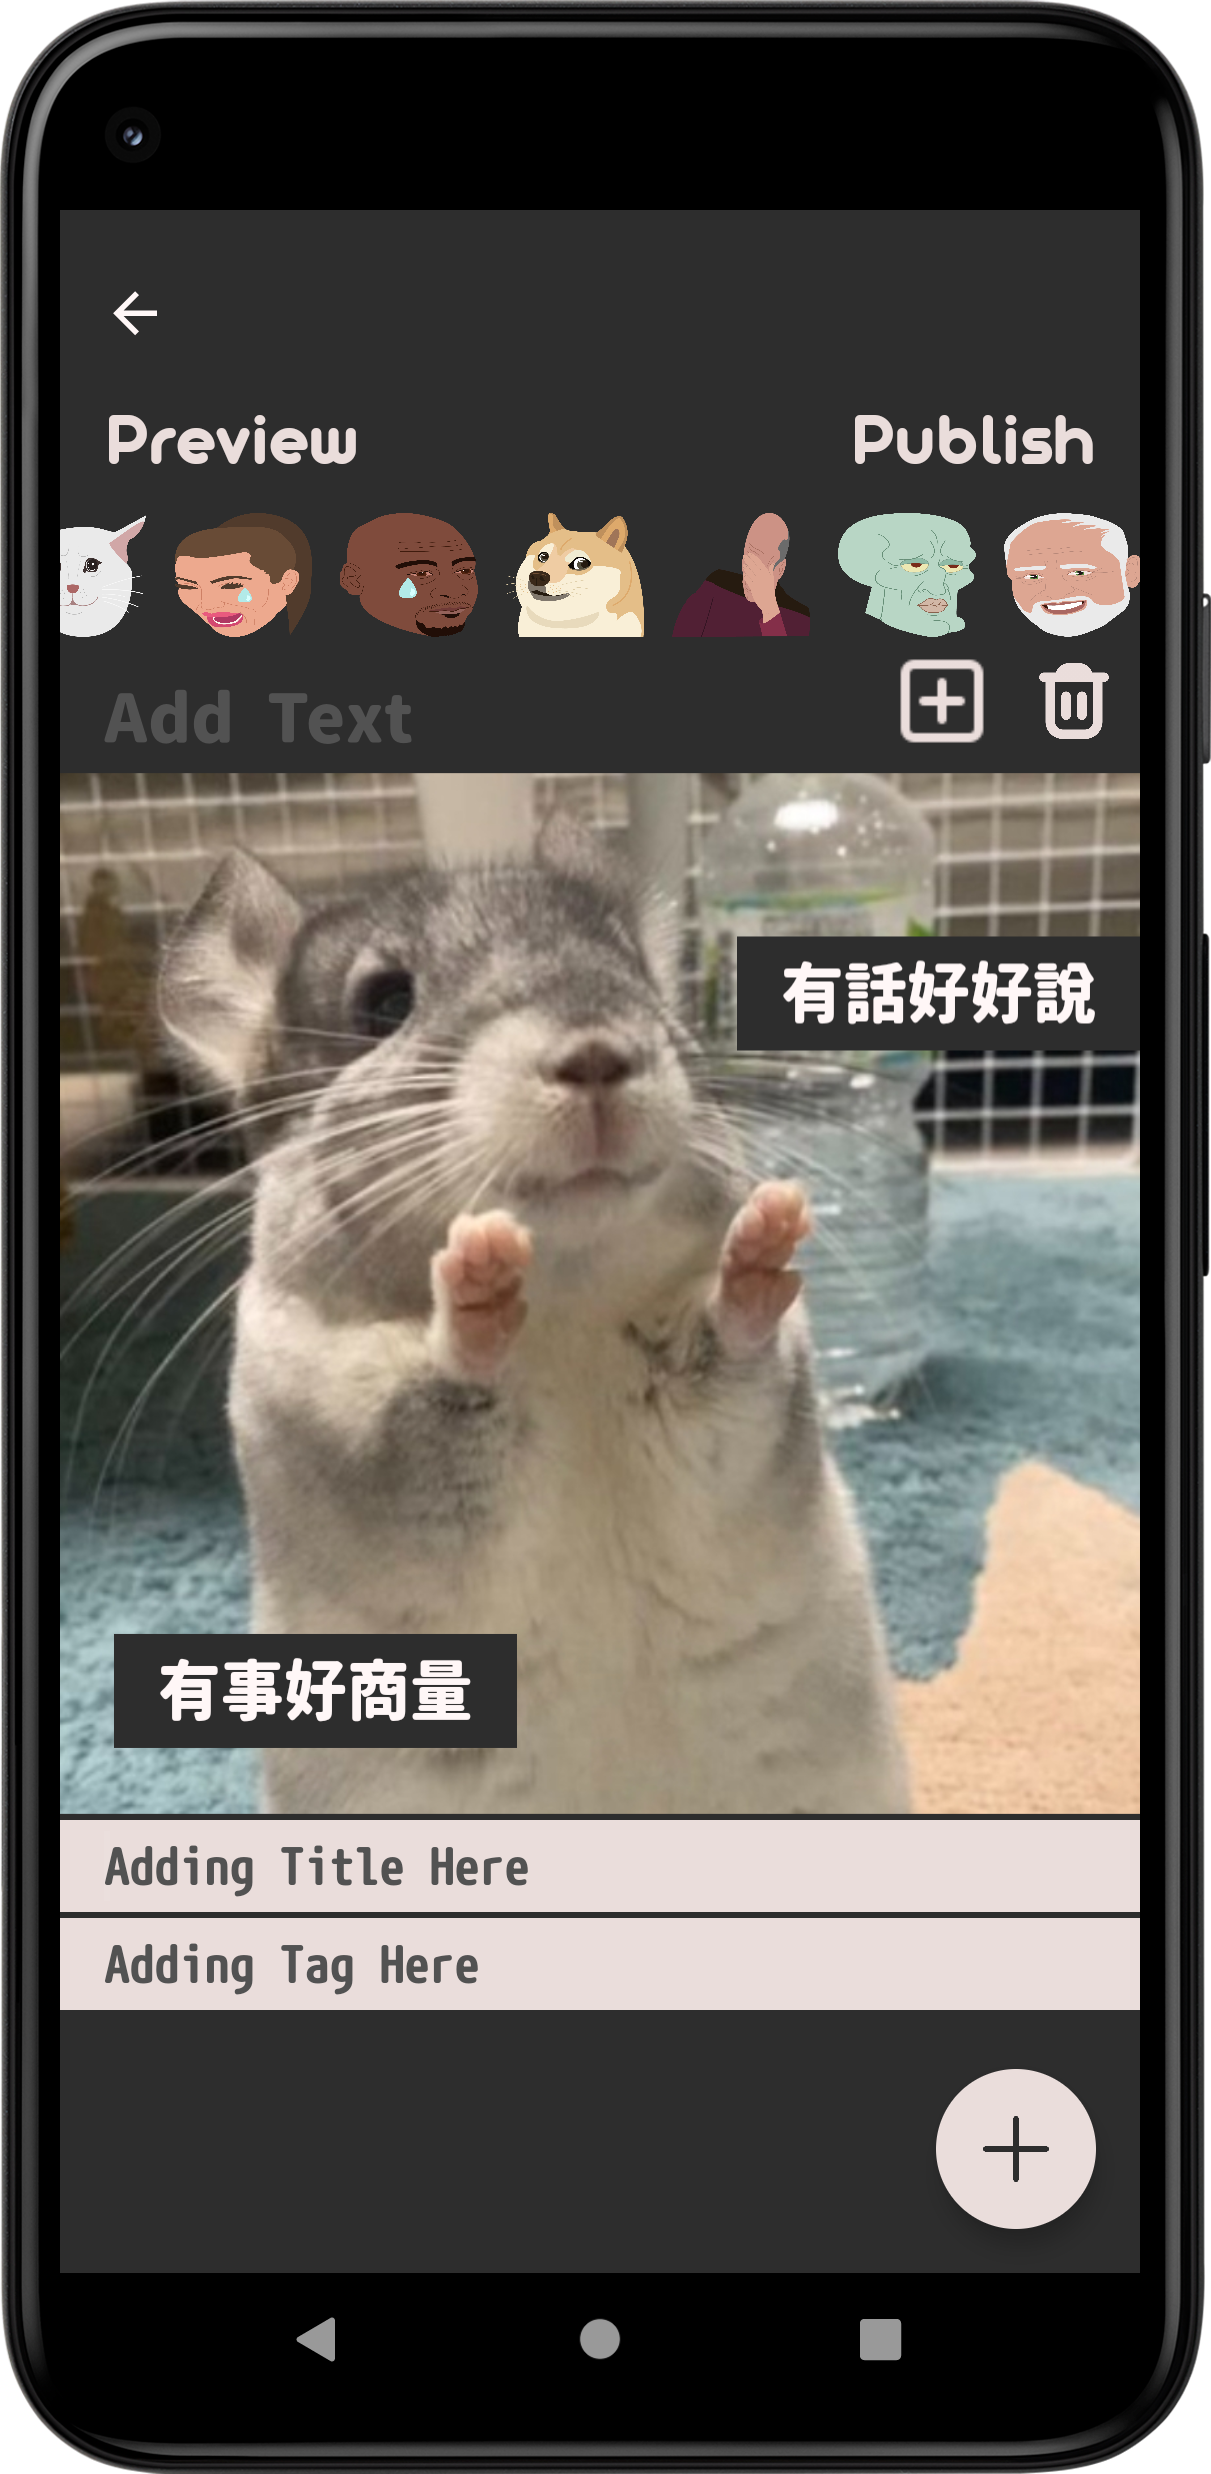 Preview
Publish
Add Text
有話好好說
有事好商量
Adding Title Here
Adding Tag Here